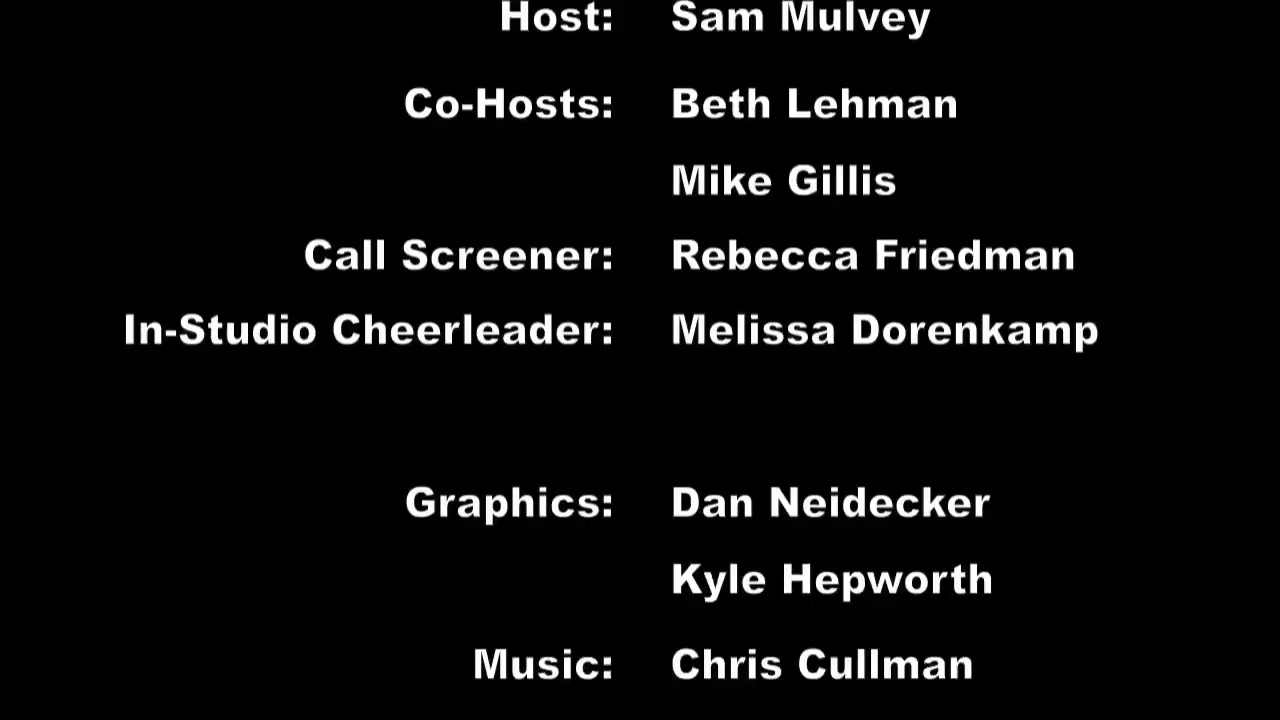 Host: Sam Mulvey
Co-Hosts: Beth Lehman
Mike Gillis
Call Screener: Rebecca Friedman
In-Studio Cheerleader: Melissa Dorenkamp
Graphics: Dan Neidecker
Kyle Hepworth
Music: Chris Cullman